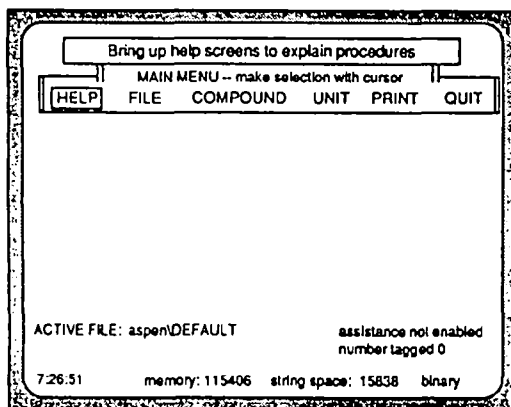 Bring up help screens to explain procedures
MAIN MENU -- make selection with cursor
HELP FILE COMPOUND UNIT PRINT QUIT
ACTIVE FILE: aspen\DEFAULT
assistance not enabled
number tagged 0
7:26:51 memory: 115406 string space: 15838 binary